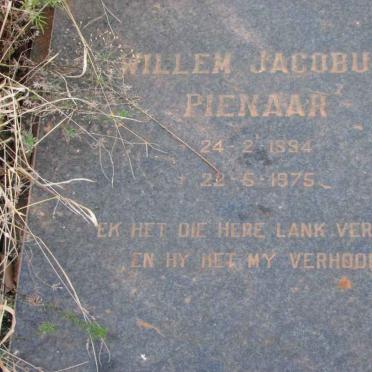 WILLEM JACOBU
PIENAAR
24-2-1894
22-5-1975
EK HET DIE HERE LANK VER
EN HY HET MY VERHOO